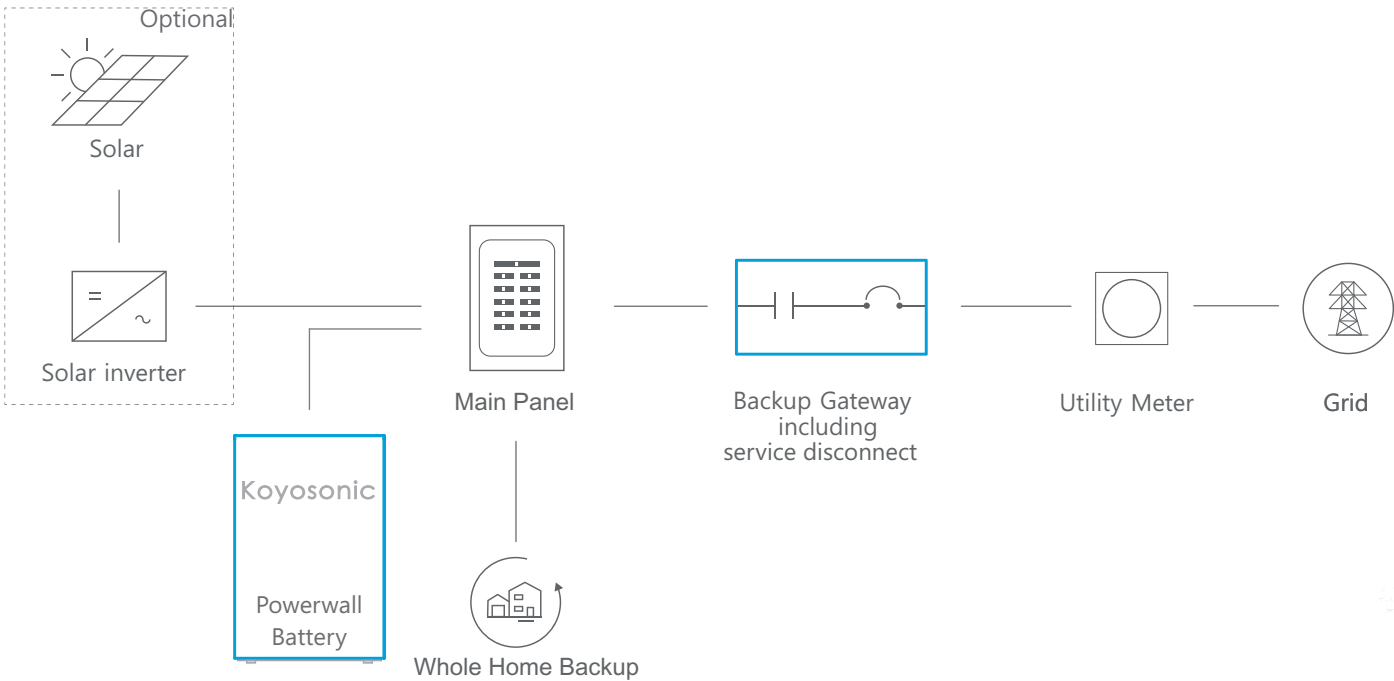 Optional
Solar
Solar inverter
Main Panel
Backup Gateway
including
service disconnect
Utility Meter
Grid
Koyosonic
Powerwall
Battery
Whole Home Backup